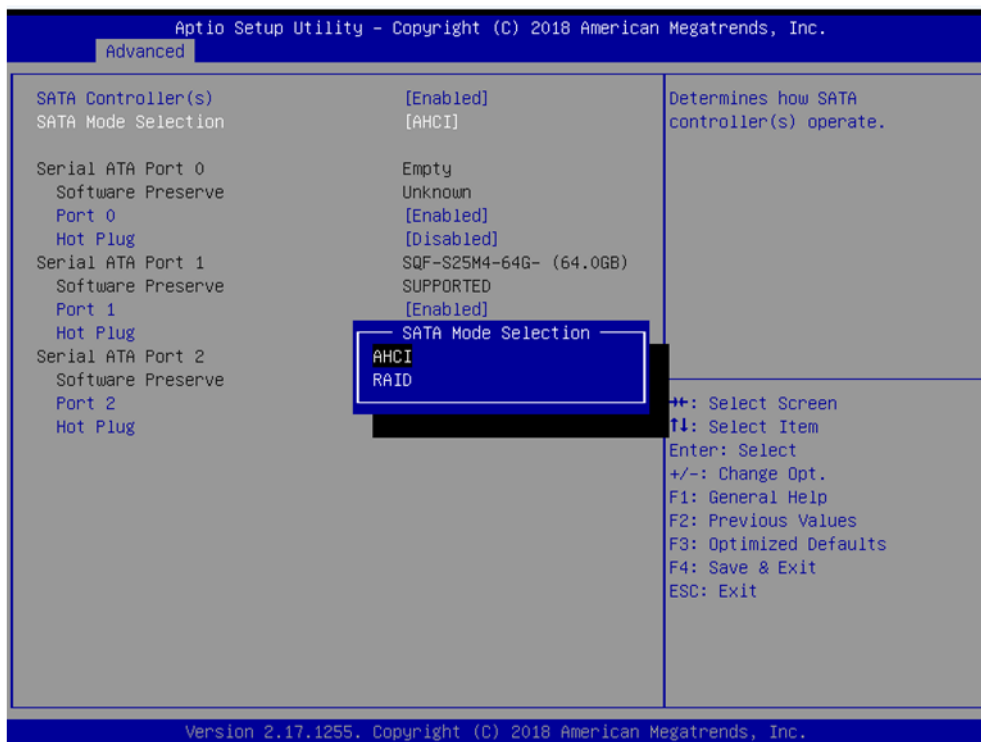 Aptio Setup Utility – Copyright (C) 2018 American Megatrends, Inc.
Advanced
SATA Controller(s) [Enabled]
SATA Mode Selection [AHCI]
Serial ATA Port 0 Empty
Software Preserve Unknown
Port 0 [Enabled]
Hot Plug [Disabled]
Serial ATA Port 1 SQF-S25M4-64G- (64.0GB)
Software Preserve SUPPORTED
Port 1 [Enabled]
Hot Plug
Serial ATA Port 2
Software Preserve
Port 2
Hot Plug
SATA Mode Selection
AHCI
RAID
Determines how SATA
controller(s) operate.
→←: Select Screen
↑↓: Select Item
Enter: Select
+/-: Change Opt.
F1: General Help
F2: Previous Values
F3: Optimized Defaults
F4: Save & Exit
ESC: Exit
Version 2.17.1255. Copyright (C) 2018 American Megatrends, Inc.